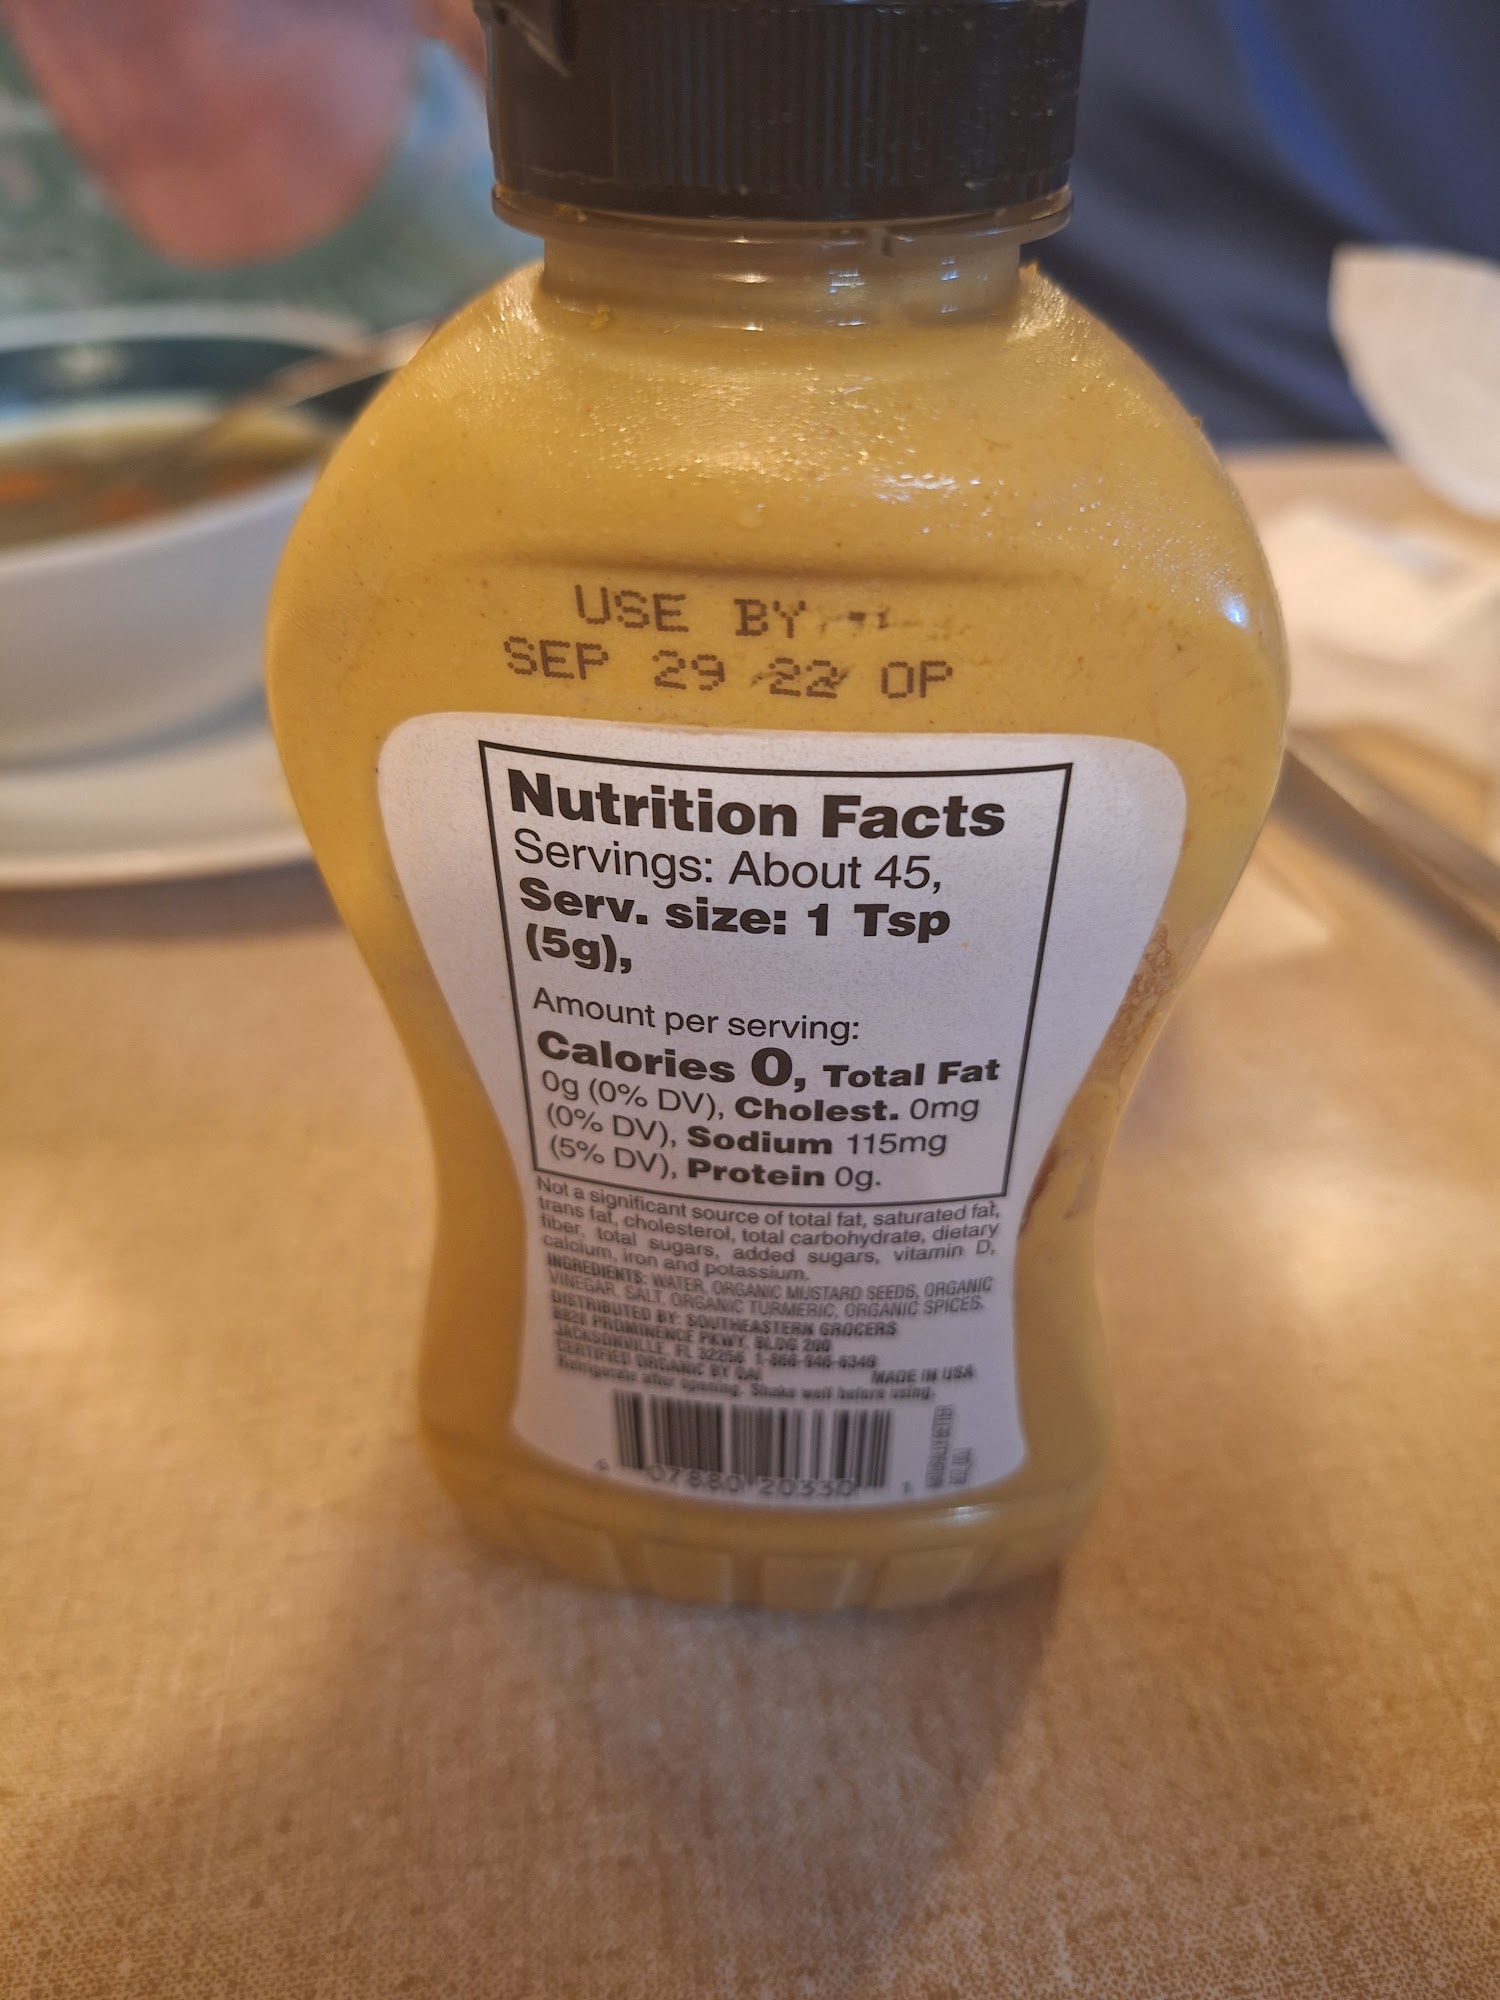 USE BY
SEP 29 22 OP
Nutrition Facts
Servings: About 45,
Serv. size: 1 Tsp
(5g),
Amount per serving:
Calories 0, Total Fat
0g (0% DV), Cholest. 0mg
(0% DV), Sodium 115mg
(5% DV), Protein 0g.
Not a significant source of total fat, saturated fat,
trans fat, cholesterol, total carbohydrate, dietary
fiber, total sugars, added sugars, vitamin D,
calcium, iron and potassium.
INGREDIENTS: WATER, ORGANIC MUSTARD SEEDS, ORGANIC
VINEGAR, SALT, ORGANIC TURMERIC, ORGANIC SPICES.
DISTRIBUTED BY: SOUTHEASTERN GROCERS
PROMINENCE PKWY, BLDG 200
JACKSONVILLE, FL 32256 1-866-946-6349
CERTIFIED ORGANIC BY QAI
MADE IN USA
Refrigerate after opening. Shake well before using.
07880 20330